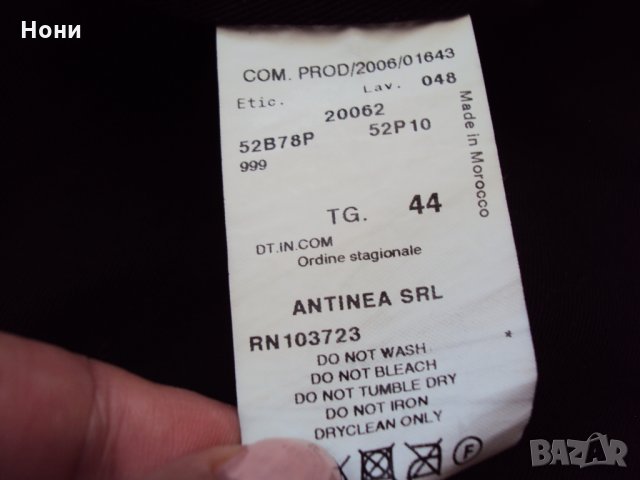 Нони
COM. PROD/2006/01643
Etic. Lav. 048
20062
52B78P 52P10
999
Made in Morocco
TG. 44
DT.IN.COM
Ordine stagionale
ANTINEA SRL
RN103723 *
DO NOT WASH
DO NOT BLEACH
DO NOT TUMBLE DRY
DO NOT IRON
DRYCLEAN ONLY
F
BAZAR